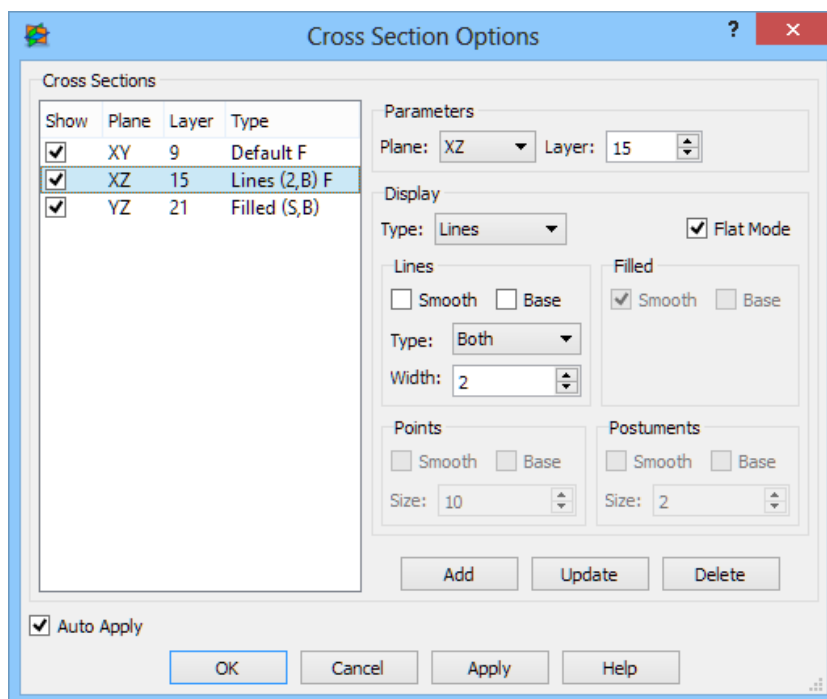 Cross Section Options
?
Cross Sections
Show Plane Layer Type
XY 9 Default F
XZ 15 Lines (2,B) F
YZ 21 Filled (S,B)
Parameters
Plane: XZ Layer: 15
Display
Type: Lines Flat Mode
Lines
Smooth Base
Type: Both
Width: 2
Filled
Smooth Base
Points
Smooth Base
Size: 10
Postuments
Smooth Base
Size: 2
Add Update Delete
Auto Apply
OK Cancel Apply Help